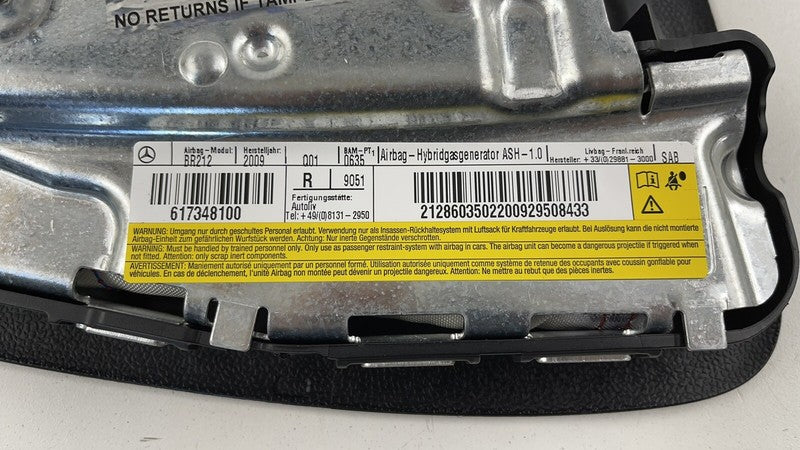 NO RETURNS IF TAMPE
Airbag-Modul: Herstelljahr: BAM-PT1 Airbag-Hybridgasgenerator ASH-1.0 Livbag-Frankreich
BR212 2009 001 0635 Hersteller: +33/(0)29881-3000 SAB
R 9051
Fertigungsstätte:
Autoliv
617348100 Tel: +49/(0)8131-2950 2128603502200929508433
WARNUNG: Umgang nur durch geschultes Personal erlaubt. Verwendung nur als Insassen-Rückhaltesystem mit Luftsack für Kraftfahrzeuge erlaubt. Bei Auslösung kann die nicht montierte
Airbag-Einheit zum gefährlichen Wurfstück werden. Achtung: Nur inerte Gegenstände verschrotten.
WARNING: Must be handled by trained personnel only. Only use as passenger restraint-system with airbag in cars. The airbag unit can become a dangerous projectile if triggered when
not fitted. Attention: only scrap inert components.
AVERTISSEMENT: Maniement autorisé uniquement par un personnel formé. Utilisation autorisée uniquement comme système de retenue des occupants avec coussin gonflable pour
véhicules. En cas de déclenchement, l'unité Airbag non montée peut devenir un projectile dangereux. Attention: Ne mettre au rebut que des pièces inertes.